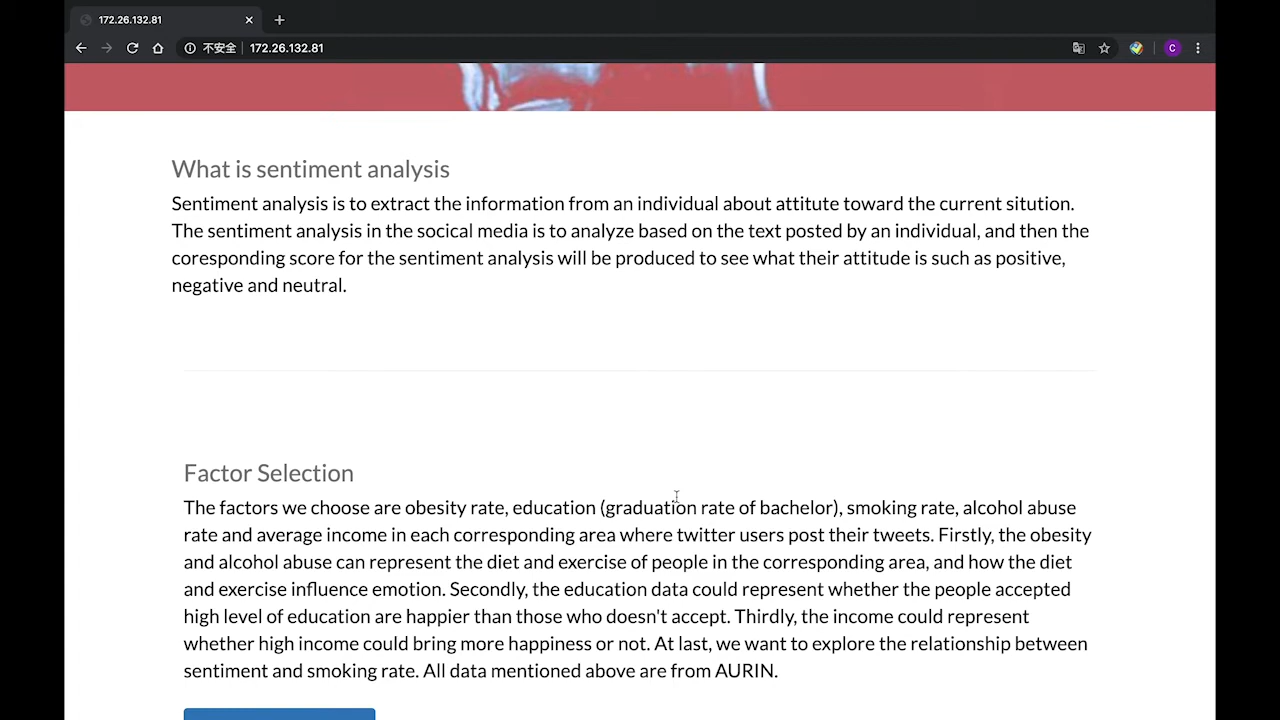 172.26.132.81
不安全
172.26.132.81
C
What is sentiment analysis
Sentiment analysis is to extract the information from an individual about attitute toward the current sitution.
The sentiment analysis in the socical media is to analyze based on the text posted by an individual, and then the
coresponding score for the sentiment analysis will be produced to see what their attitude is such as positive,
negative and neutral.
Factor Selection
The factors we choose are obesity rate, education (graduation rate of bachelor), smoking rate, alcohol abuse
rate and average income in each corresponding area where twitter users post their tweets. Firstly, the obesity
and alcohol abuse can represent the diet and exercise of people in the corresponding area, and how the diet
and exercise influence emotion. Secondly, the education data could represent whether the people accepted
high level of education are happier than those who doesn't accept. Thirdly, the income could represent
whether high income could bring more happiness or not. At last, we want to explore the relationship between
sentiment and smoking rate. All data mentioned above are from AURIN.